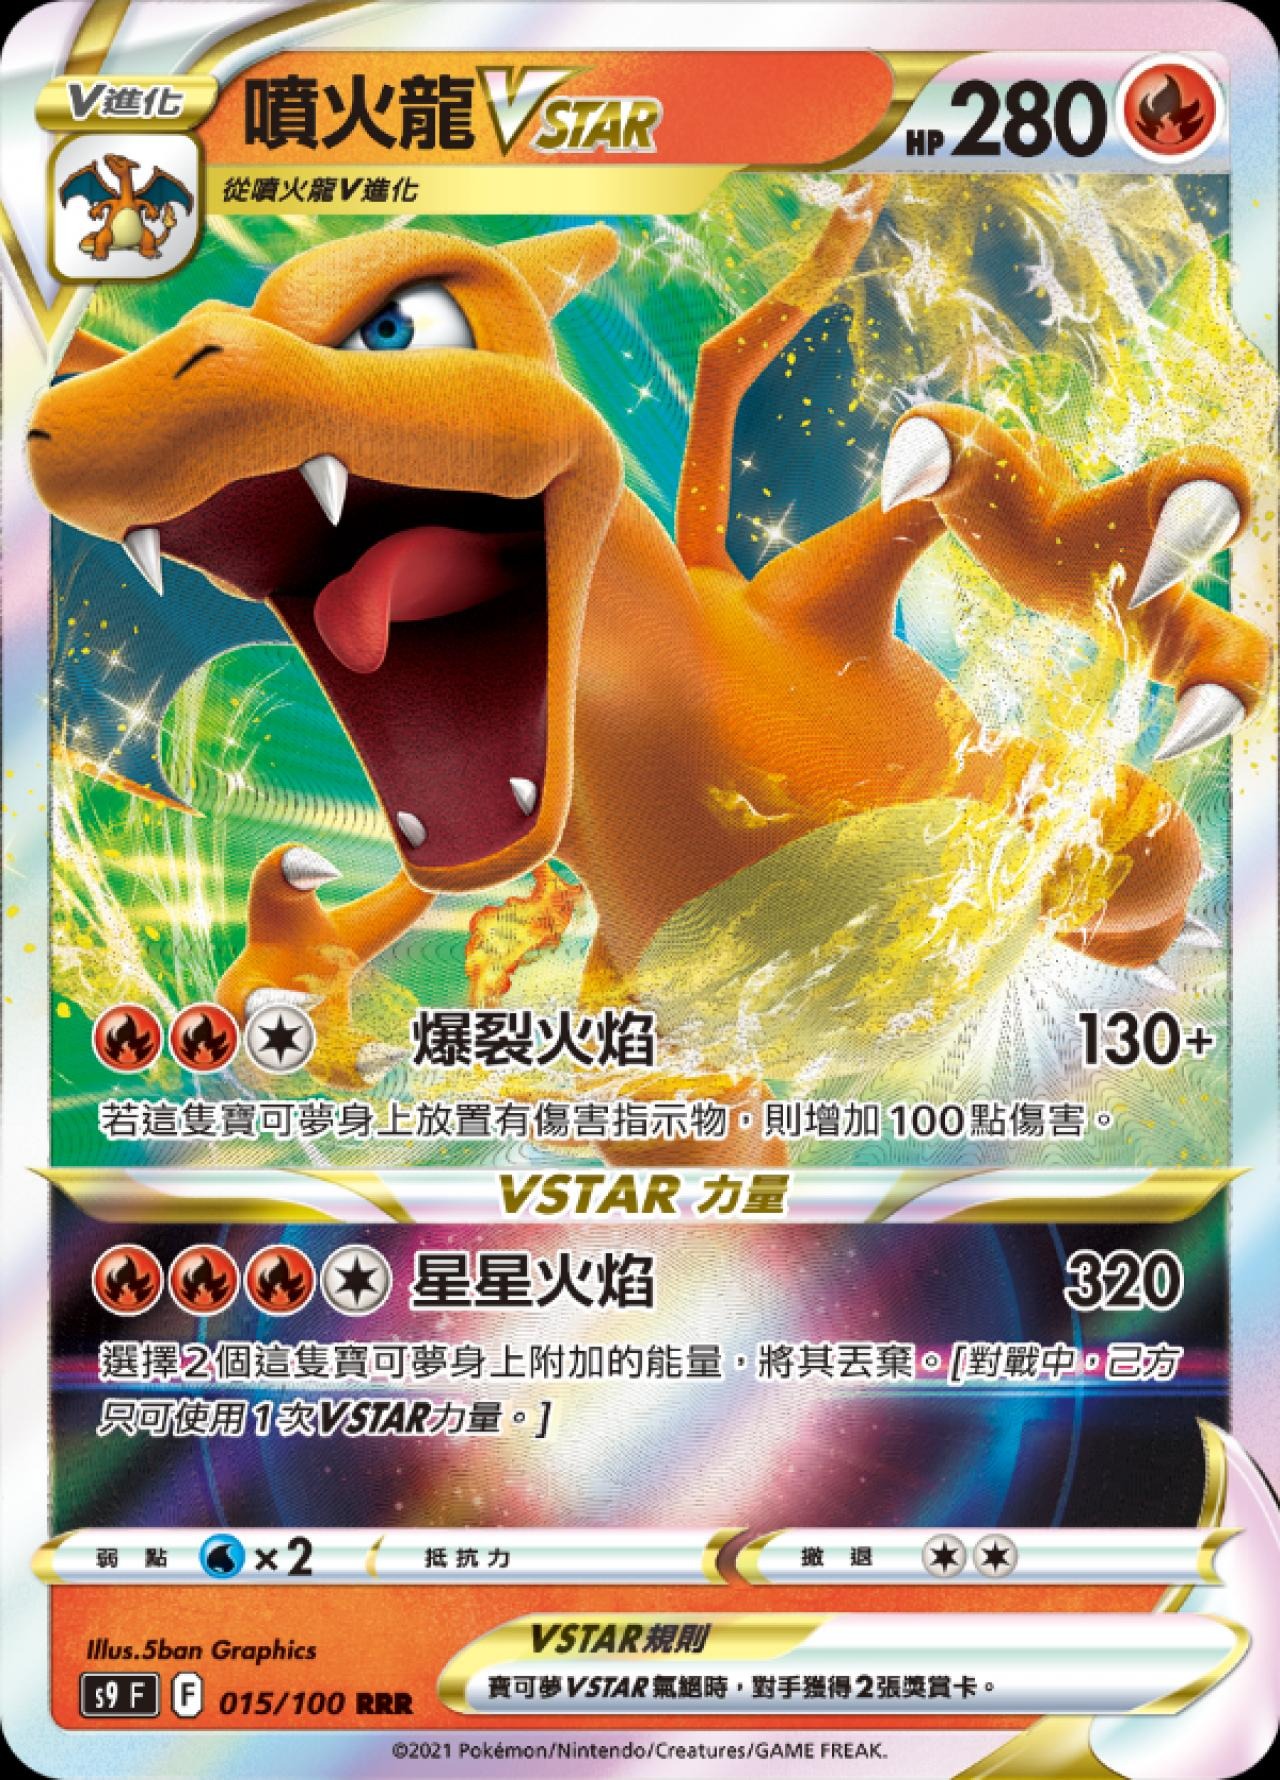 V進化
噴火龍VSTAR
HP280
從噴火龍V進化
爆裂火焰 130+
若這隻寶可夢身上放置有傷害指示物，則增加100點傷害。
VSTAR 力量
星星火焰 320
選擇2個這隻寶可夢身上附加的能量，將其丟棄。[對戰中，己方
只可使用1次VSTAR力量。]
弱點 ×2 抵抗力 撤退
Illus.5ban Graphics
VSTAR規則
寶可夢VSTAR氣絕時，對手獲得2張獎賞卡。
s9 F F 015/100 RRR
©2021 Pokémon/Nintendo/Creatures/GAME FREAK.